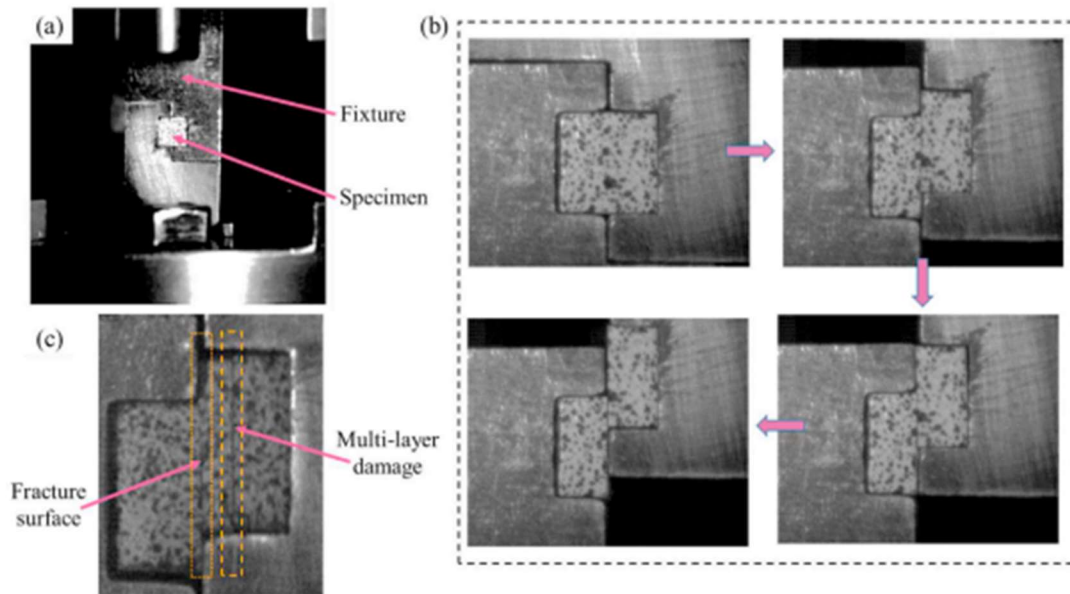 (a)
Fixture
Specimen
(b)
(c)
Multi-layer
damage
Fracture
surface